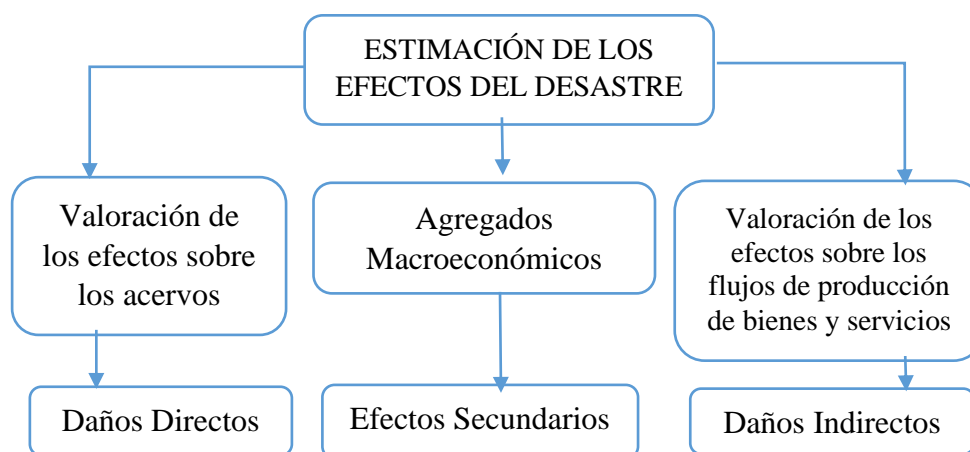 ESTIMACIÓN DE LOS
EFECTOS DEL DESASTRE
Valoración de
los efectos sobre
los acervos
Agregados
Macroeconómicos
Valoración de los
efectos sobre los
flujos de producción
de bienes y servicios
Daños Directos
Efectos Secundarios
Daños Indirectos